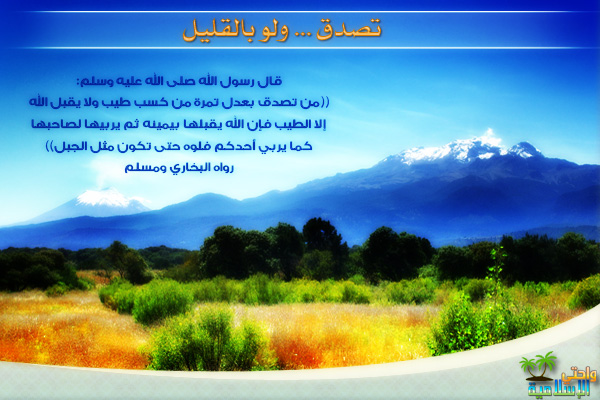 تصدق ... ولو بالقليل
قال رسول الله صلى الله عليه وسلم:
((من تصدق بعدل تمرة من كسب طيب ولا يقبل الله
إلا الطيب فإن الله يقبلها بيمينه ثم يربيها لصاحبها
كما يربي أحدكم فلوه حتى تكون مثل الجبل))
رواه البخاري ومسلم
واحتى
الإسلامية